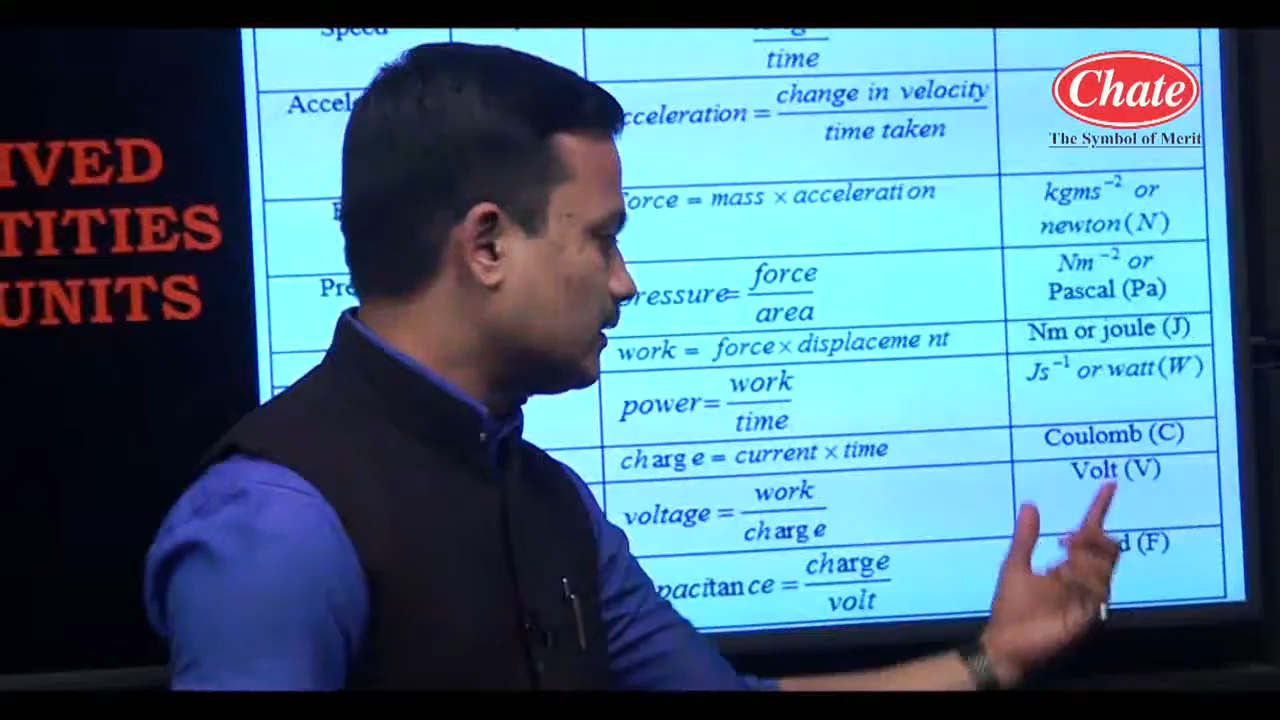 Chate
The Symbol of Merit
IVED
TITIES
UNITS
Speed
time
Accele
cceleration = change in velocity
time taken
force = mass × acceleration
kgms⁻² or
newton (N)
Pre
pressure= force
area
Nm⁻² or
Pascal (Pa)
work = force× displaceme nt
Nm or joule (J)
power= work
time
Js⁻¹ or watt (W)
ch arg e = current × time
Coulomb (C)
voltage = work
ch arg e
Volt (V)
pacitan ce = charge
volt
d (F)